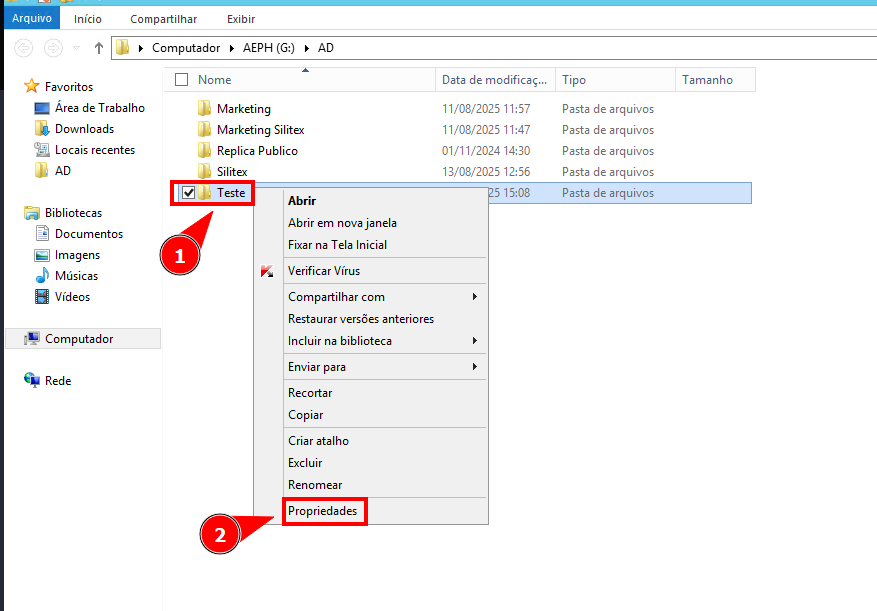 Arquivo Início Compartilhar Exibir
Computador AEPH (G:) AD
Nome Data de modificaç... Tipo Tamanho
Favoritos
Área de Trabalho
Downloads
Locais recentes
AD
Bibliotecas
Documentos
Imagens
Músicas
Vídeos
Computador
Rede
Marketing 11/08/2025 11:57 Pasta de arquivos
Marketing Silitex 11/08/2025 11:47 Pasta de arquivos
Replica Publico 01/11/2024 14:30 Pasta de arquivos
Silitex 13/08/2025 12:56 Pasta de arquivos
Teste 25 15:08 Pasta de arquivos
1
Abrir
Abrir em nova janela
Fixar na Tela Inicial
Verificar Vírus
Compartilhar com
Restaurar versões anteriores
Incluir na biblioteca
Enviar para
Recortar
Copiar
Criar atalho
Excluir
Renomear
Propriedades
2